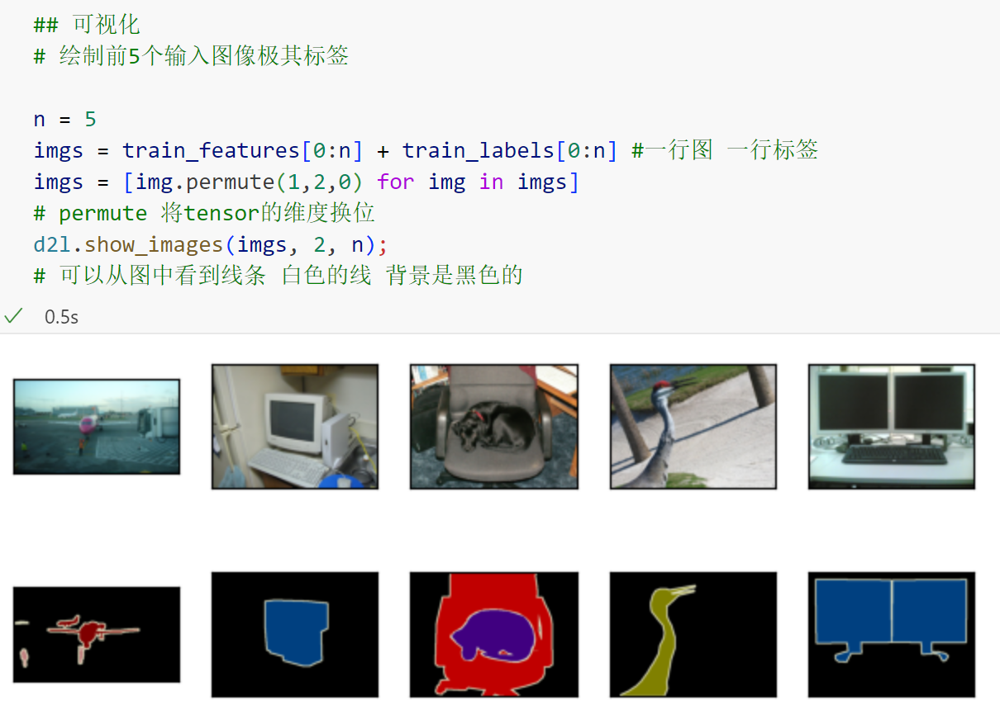 ## 可视化
# 绘制前5个输入图像极其标签
n = 5
imgs = train_features[0:n] + train_labels[0:n] #一行图 一行标签
imgs = [img.permute(1,2,0) for img in imgs]
# permute 将tensor的维度换位
d2l.show_images(imgs, 2, n);
# 可以从图中看到线条 白色的线 背景是黑色的
0.5s